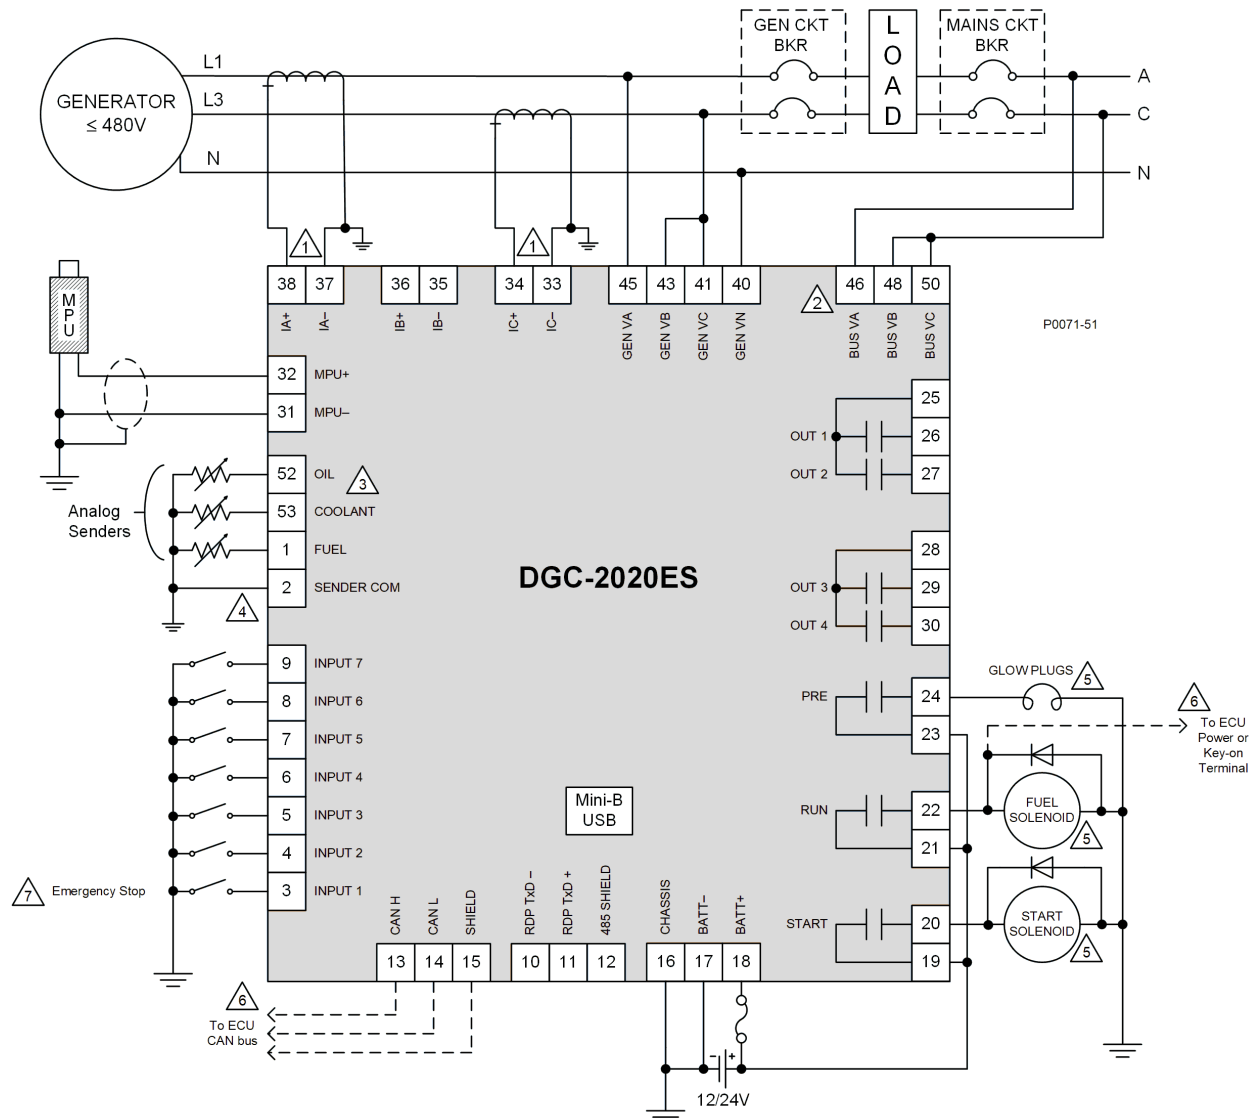 GEN CKT
BKR
L
O
A
D
MAINS CKT
BKR
L1
A
GENERATOR
≤ 480V
L3
C
N
N
1
1
38
37
36
35
34
33
45
43
41
40
2
46
48
50
IA+
IA–
IB+
IB–
IC+
IC–
GEN VA
GEN VB
GEN VC
GEN VN
BUS VA
BUS VB
BUS VC
P0071-51
M
P
U
32
MPU+
31
MPU–
25
OUT 1
26
OUT 2
27
52
OIL
3
Analog
Senders
53
COOLANT
1
FUEL
2
SENDER COM
4
DGC-2020ES
28
OUT 3
29
OUT 4
30
9
INPUT 7
8
INPUT 6
7
INPUT 5
6
INPUT 4
5
INPUT 3
4
INPUT 2
7
Emergency Stop
3
INPUT 1
GLOW PLUGS
5
PRE
24
23
6
To ECU
Power or
Key-on
Terminal
Mini-B
USB
RUN
22
21
FUEL
SOLENOID
5
START
20
19
START
SOLENOID
5
CAN H
CAN L
SHIELD
RDP TxD –
RDP TxD +
485 SHIELD
CHASSIS
BATT–
BATT+
13
14
15
10
11
12
16
17
18
6
To ECU
CAN bus
-
+
12/24V